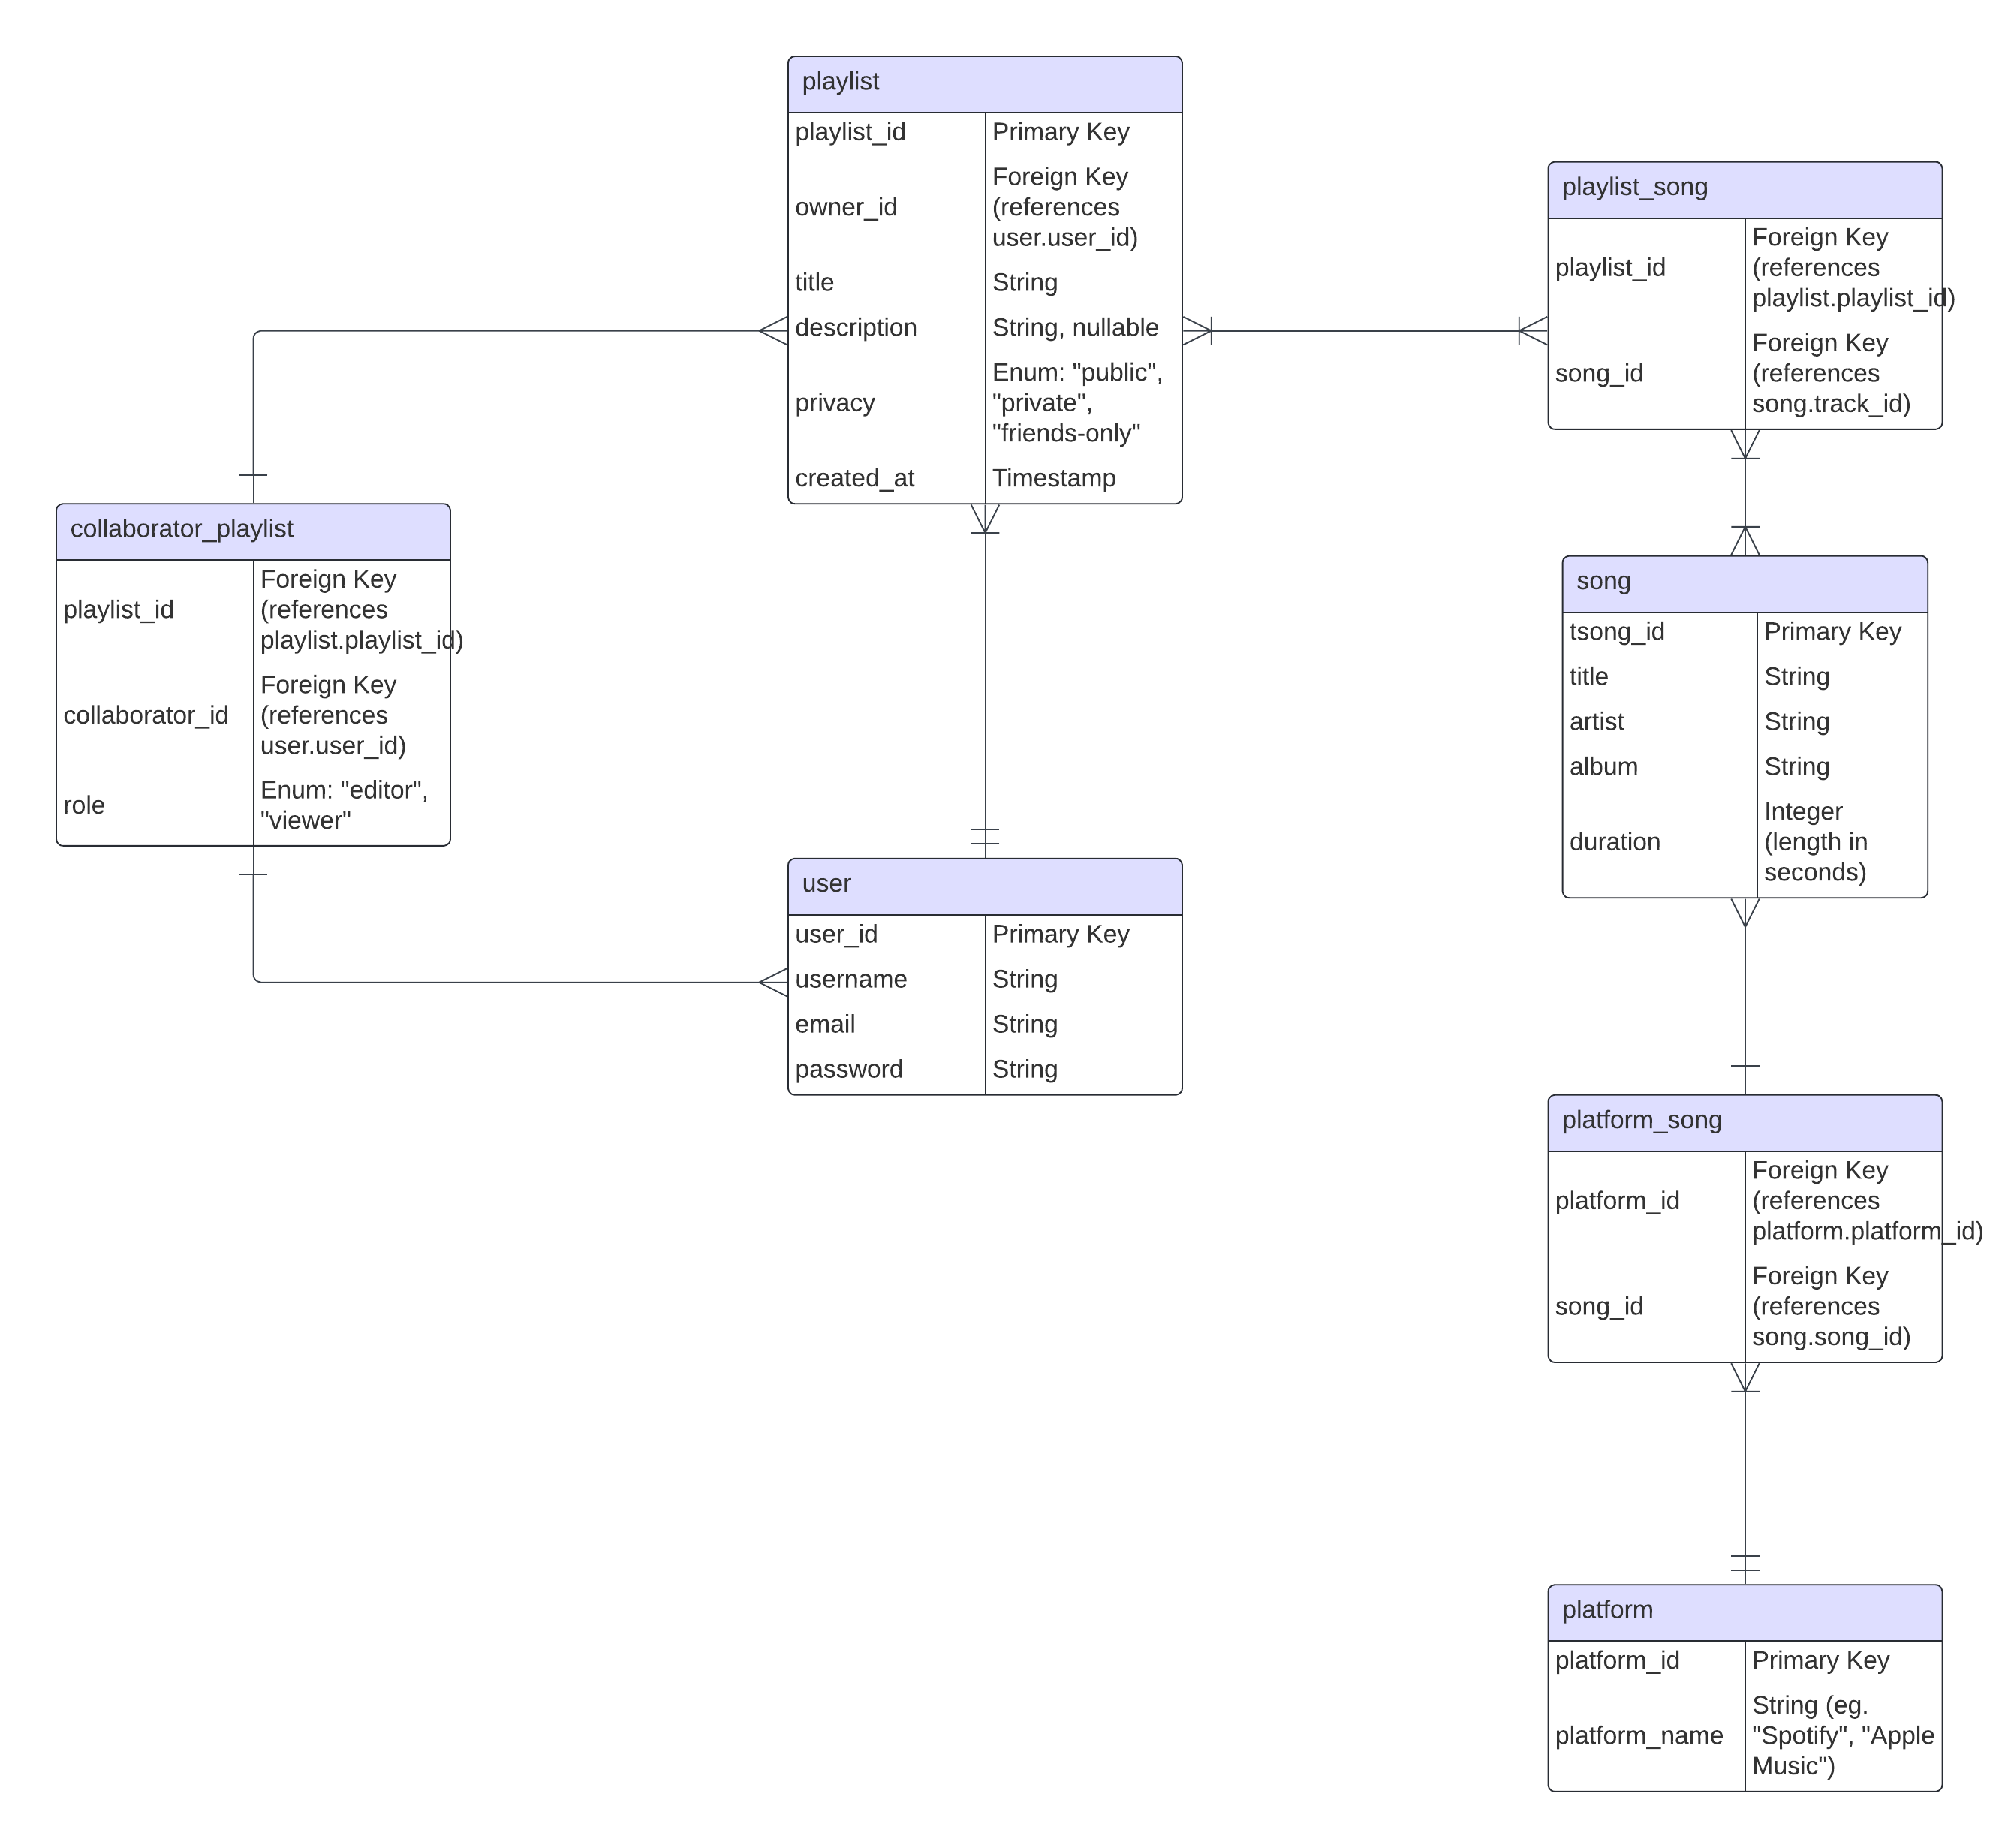 playlist
playlist_id
Primary Key
owner_id
Foreign Key
(references
user.user_id)
title
String
description
String, nullable
privacy
Enum: "public",
"private",
"friends-only"
created_at
Timestamp
playlist_song
playlist_id
Foreign Key
(references
playlist.playlist_id)
song_id
Foreign Key
(references
song.track_id)
collaborator_playlist
playlist_id
Foreign Key
(references
playlist.playlist_id)
collaborator_id
Foreign Key
(references
user.user_id)
role
Enum: "editor",
"viewer"
song
tsong_id
Primary Key
title
String
artist
String
album
String
duration
Integer
(length in
seconds)
user
user_id
Primary Key
username
String
email
String
password
String
platform_song
platform_id
Foreign Key
(references
platform.platform_id)
song_id
Foreign Key
(references
song.song_id)
platform
platform_id
Primary Key
platform_name
String (eg.
"Spotify", "Apple
Music")